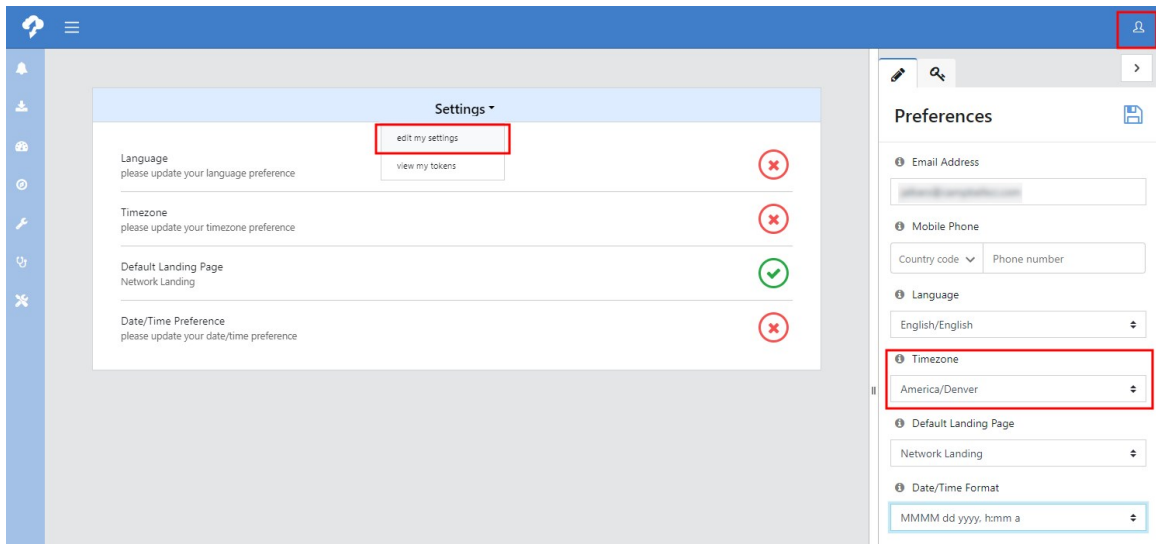 Settings
edit my settings
view my tokens
Language
please update your language preference
Timezone
please update your timezone preference
Default Landing Page
Network Landing
Date/Time Preference
please update your date/time preference
Preferences
Email Address
Mobile Phone
Country code Phone number
Language
English/English
Timezone
America/Denver
Default Landing Page
Network Landing
Date/Time Format
MMMM dd yyyy, h:mm a